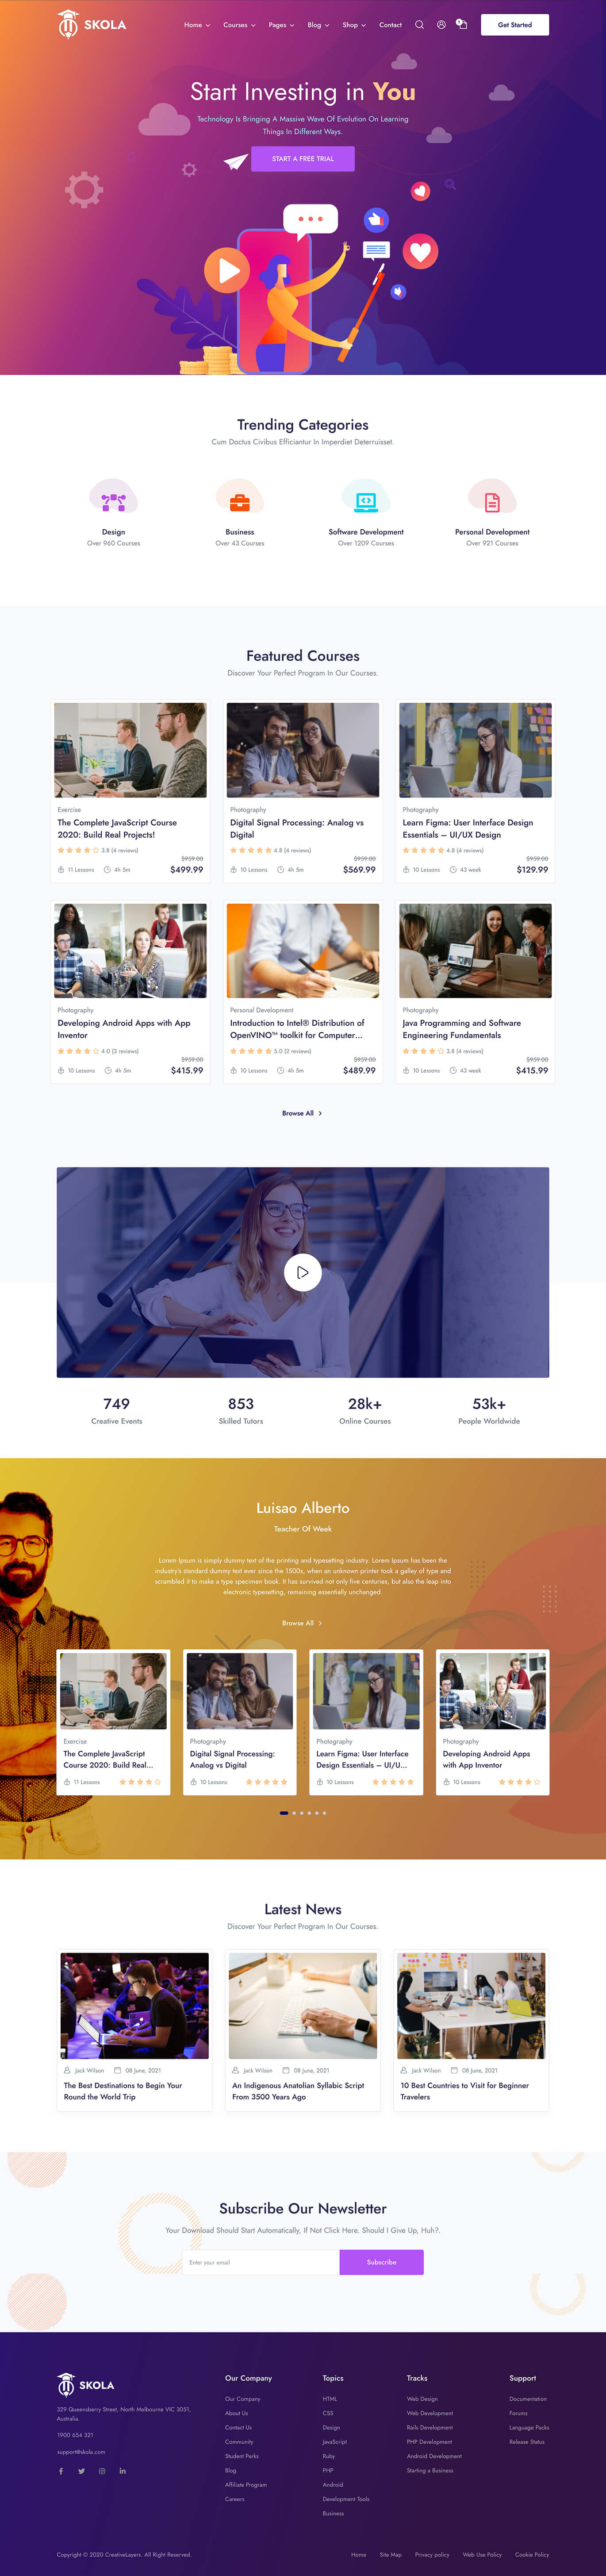 SKOLA
Home
Courses
Pages
Blog
Shop
Contact
Get Started
Start Investing in You
Technology Is Bringing A Massive Wave Of Evolution On Learning
Things In Different Ways.
START A FREE TRIAL
Trending Categories
Cum Doctus Civibus Efficiantur In Imperdiet Deterruisset.
Design
Over 960 Courses
Business
Over 43 Courses
Software Development
Over 1209 Courses
Personal Development
Over 921 Courses
Featured Courses
Discover Your Perfect Program In Our Courses.
Exercise
The Complete JavaScript Course
2020: Build Real Projects!
3.8 (4 reviews)
$959.00
11 Lessons
4h 5m
$499.99
Photography
Digital Signal Processing: Analog vs
Digital
4.8 (4 reviews)
$959.00
10 Lessons
4h 5m
$569.99
Photography
Learn Figma: User Interface Design
Essentials – UI/UX Design
4.8 (4 reviews)
$959.00
10 Lessons
43 week
$129.99
Photography
Developing Android Apps with App
Inventor
4.0 (3 reviews)
$959.00
10 Lessons
4h 5m
$415.99
Personal Development
Introduction to Intel® Distribution of
OpenVINO™ toolkit for Computer...
5.0 (2 reviews)
$959.00
10 Lessons
4h 5m
$489.99
Photography
Java Programming and Software
Engineering Fundamentals
3.8 (4 reviews)
$959.00
10 Lessons
43 week
$415.99
Browse All
749
Creative Events
853
Skilled Tutors
28k+
Online Courses
53k+
People Worldwide
Luisao Alberto
Teacher Of Week
Lorem Ipsum is simply dummy text of the printing and typesetting industry. Lorem Ipsum has been the
industry's standard dummy text ever since the 1500s, when an unknown printer took a galley of type and
scrambled it to make a type specimen book. It has survived not only five centuries, but also the leap into
electronic typesetting, remaining essentially unchanged.
Browse All
Exercise
The Complete JavaScript
Course 2020: Build Real...
11 Lessons
Photography
Digital Signal Processing:
Analog vs Digital
10 Lessons
Photography
Learn Figma: User Interface
Design Essentials – UI/U...
10 Lessons
Photography
Developing Android Apps
with App Inventor
10 Lessons
Latest News
Discover Your Perfect Program In Our Courses.
Jack Wilson
08 June, 2021
The Best Destinations to Begin Your
Round the World Trip
Jack Wilson
08 June, 2021
An Indigenous Anatolian Syllabic Script
From 3500 Years Ago
Jack Wilson
08 June, 2021
10 Best Countries to Visit for Beginner
Travelers
Subscribe Our Newsletter
Your Download Should Start Automatically, If Not Click Here. Should I Give Up, Huh?.
Enter your email
Subscribe
SKOLA
329 Queensberry Street, North Melbourne VIC 3051,
Australia.
1900 654 321
support@skola.com
Our Company
Our Company
About Us
Contact Us
Community
Student Perks
Blog
Affiliate Program
Careers
Topics
HTML
CSS
Design
JavaScript
Ruby
PHP
Android
Development Tools
Business
Tracks
Web Design
Web Development
Rails Development
PHP Development
Android Development
Starting a Business
Support
Documentation
Forums
Language Packs
Release Status
Copyright © 2020 CreativeLayers. All Right Reserved.
Home
Site Map
Privacy policy
Web Use Policy
Cookie Policy